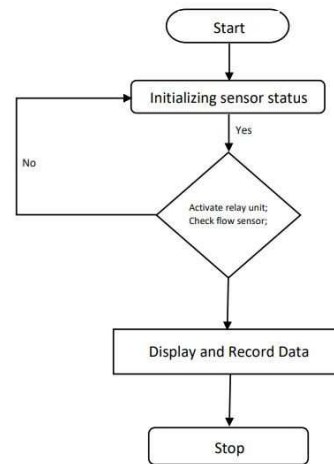 Start
Initializing sensor status
Yes
No
Activate relay unit;
Check flow sensor;
Display and Record Data
Stop